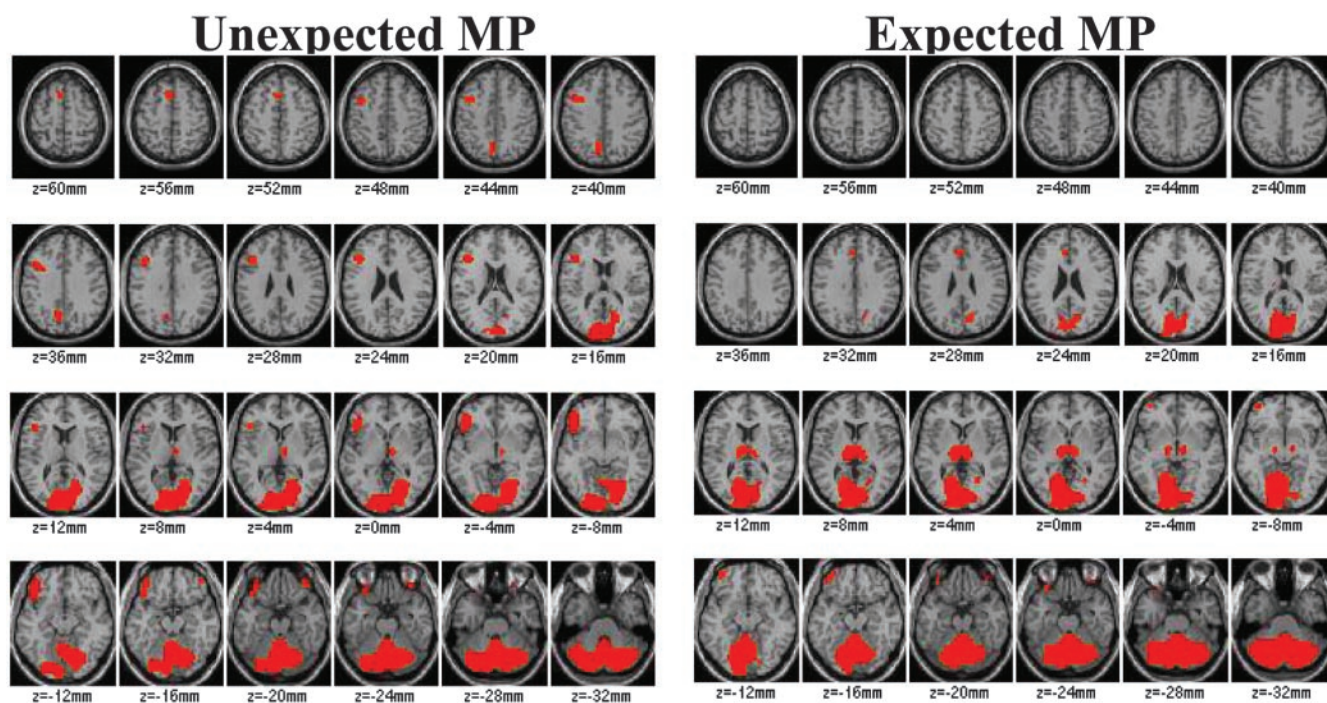 Unexpected MP
Expected MP
z=60mm z=56mm z=52mm z=48mm z=44mm z=40mm
z=60mm z=56mm z=52mm z=48mm z=44mm z=40mm
z=36mm z=32mm z=28mm z=24mm z=20mm z=16mm
z=36mm z=32mm z=28mm z=24mm z=20mm z=16mm
z=12mm z=8mm z=4mm z=0mm z=-4mm z=-8mm
z=12mm z=8mm z=4mm z=0mm z=-4mm z=-8mm
z=-12mm z=-16mm z=-20mm z=-24mm z=-28mm z=-32mm
z=-12mm z=-16mm z=-20mm z=-24mm z=-28mm z=-32mm